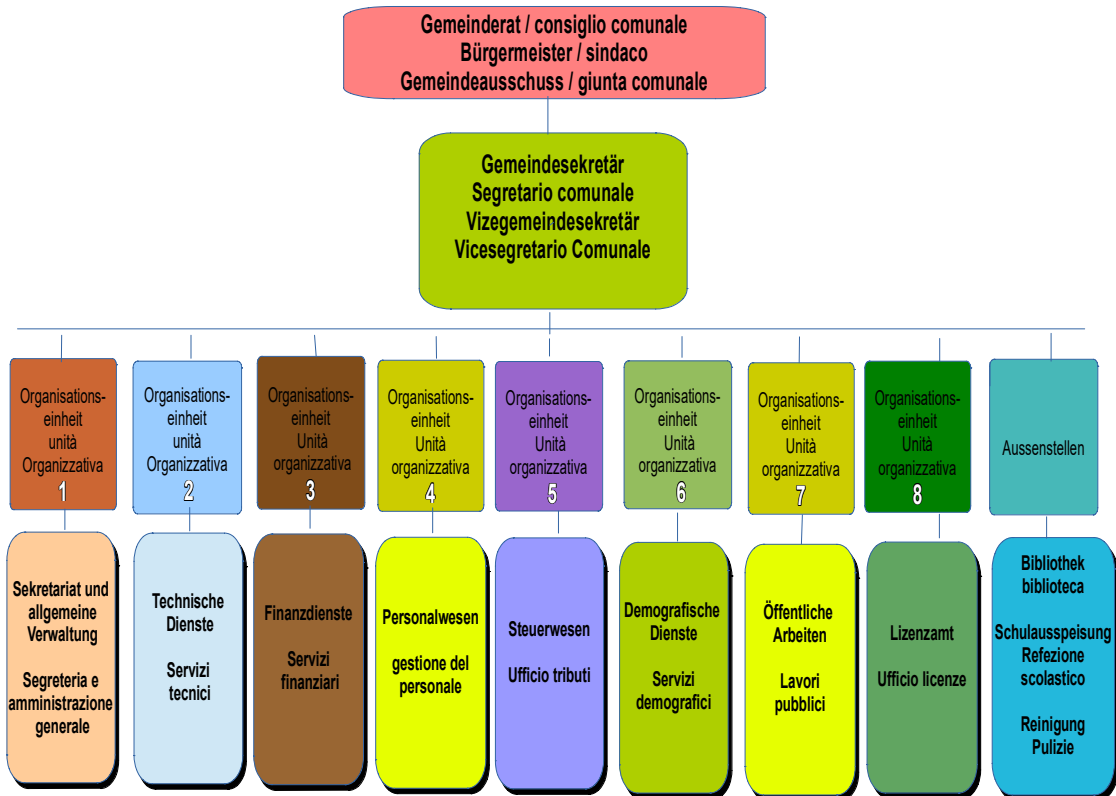 Gemeinderat / consiglio comunale
Bürgermeister / sindaco
Gemeindeausschuss / giunta comunale
Gemeindesekretär
Segretario comunale
Vizegemeindesekretär
Vicesegretario Comunale
Organisations-
einheit
unità
Organizzativa
1
Organisations-
einheit
unità
Organizzativa
2
Organisations-
einheit
Unità
organizzativa
3
Organisations-
einheit
Unità
organizzativa
4
Organisations-
einheit
Unità
organizzativa
5
Organisations-
einheit
Unità
organizzativa
6
Organisations-
einheit
Unità
organizzativa
7
Organisations-
einheit
Unità
organizzativa
8
Aussenstellen
Sekretariat und
allgemeine
Verwaltung
Segreteria e
amministrazione
generale
Technische
Dienste
Servizi
tecnici
Finanzdienste
Servizi
finanziari
Personalwesen
gestione del
personale
Steuerwesen
Ufficio tributi
Demografische
Dienste
Servizi
demografici
Öffentliche
Arbeiten
Lavori
pubblici
Lizenzamt
Ufficio licenze
Bibliothek
biblioteca
Schulausspeisung
Refezione
scolastico
Reinigung
Pulizie